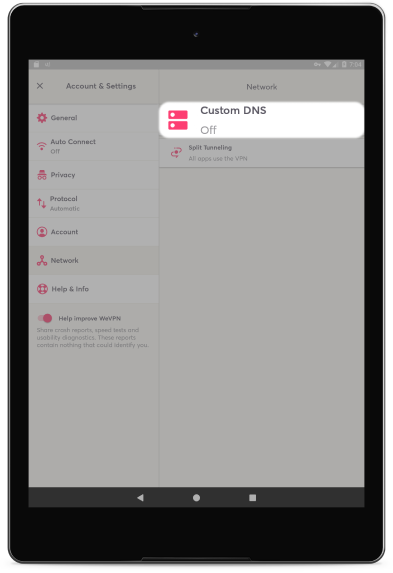 7:54
Account & Settings
Network
General
Auto Connect
Off
Privacy
Protocol
Automatic
Account
Network
Help & Info
Help improve WeVPN
Share crash reports, speed tests and
usability diagnostics. These reports
contain nothing that could identify you.
Custom DNS
Off
Split Tunneling
All apps use the VPN